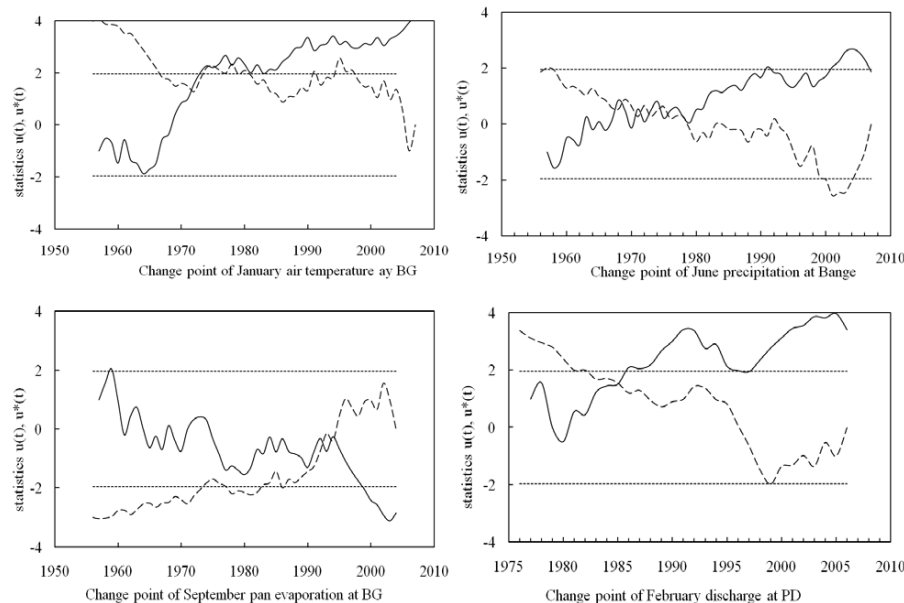 4
2
0
-2
-4
statistics u(t), u*(t)
1950 1960 1970 1980 1990 2000 2010
Change point of January air temperature ay BG
4
2
0
-2
-4
statistics u(t), u*(t)
1950 1960 1970 1980 1990 2000 2010
Change point of June precipitation at Bange
4
2
0
-2
-4
statistics u(t), u*(t)
1950 1960 1970 1980 1990 2000 2010
Change point of September pan evaporation at BG
4
2
0
-2
-4
statistics u(t), u*(t)
1975 1980 1985 1990 1995 2000 2005 2010
Change point of February discharge at PD